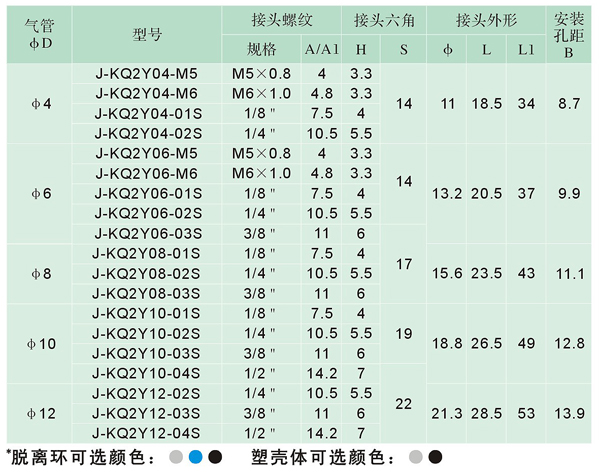 气管 型号 接头螺纹 接头六角 接头外形 安装孔距
φD 规格 A/A1 H S φ L L1 B
φ4 J-KQ2Y04-M5 M5×0.8 4 3.3 14 11 18.5 34 8.7
J-KQ2Y04-M6 M6×1.0 4.8 3.3
J-KQ2Y04-01S 1/8" 7.5 4
J-KQ2Y04-02S 1/4" 10.5 5.5
φ6 J-KQ2Y06-M5 M5×0.8 4 3.3 14 13.2 20.5 37 9.9
J-KQ2Y06-M6 M6×1.0 4.8 3.3
J-KQ2Y06-01S 1/8" 7.5 4
J-KQ2Y06-02S 1/4" 10.5 5.5
J-KQ2Y06-03S 3/8" 11 6
φ8 J-KQ2Y08-01S 1/8" 7.5 4 17 15.6 23.5 43 11.1
J-KQ2Y08-02S 1/4" 10.5 5.5
J-KQ2Y08-03S 3/8" 11 6
φ10 J-KQ2Y10-01S 1/8" 7.5 4 19 18.8 26.5 49 12.8
J-KQ2Y10-02S 1/4" 10.5 5.5
J-KQ2Y10-03S 3/8" 11 6
J-KQ2Y10-04S 1/2" 14.2 7
φ12 J-KQ2Y12-02S 1/4" 10.5 5.5 22 21.3 28.5 53 13.9
J-KQ2Y12-03S 3/8" 11 6
J-KQ2Y12-04S 1/2" 14.2 7
*脱离环可选颜色： 塑壳体可选颜色：